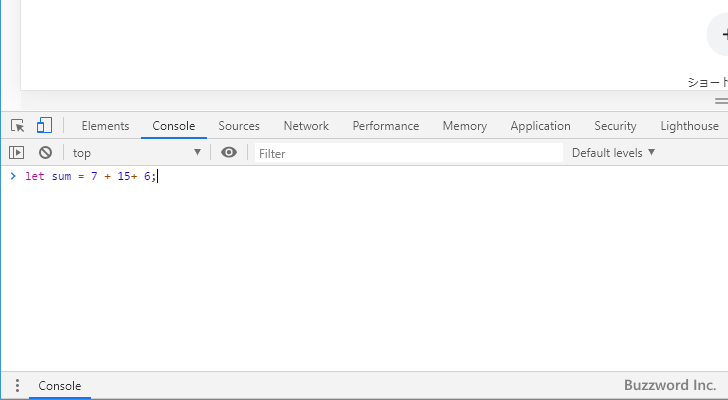 ショート
Elements Console Sources Network Performance Memory Application Security Lighthouse
top Filter Default levels
let sum = 7 + 15+ 6;
Console
Buzzword Inc.